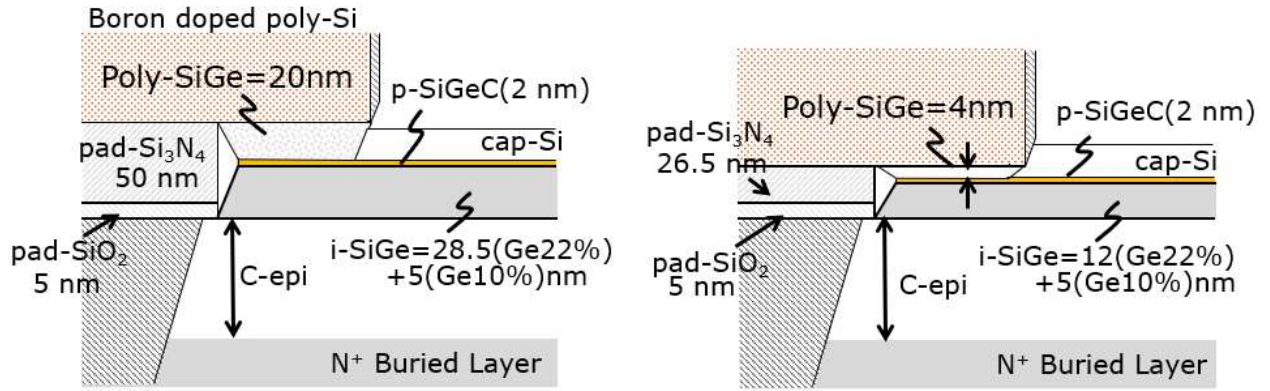 Boron doped poly-Si
Poly-SiGe=20nm
p-SiGeC(2 nm)
pad-Si₃N₄
50 nm
cap-Si
pad-SiO₂
5 nm
C-epi
i-SiGe=28.5(Ge22%)
+5(Ge10%)nm
N⁺ Buried Layer
Poly-SiGe=4nm
p-SiGeC(2 nm)
pad-Si₃N₄
26.5 nm
cap-Si
pad-SiO₂
5 nm
C-epi
i-SiGe=12(Ge22%)
+5(Ge10%)nm
N⁺ Buried Layer